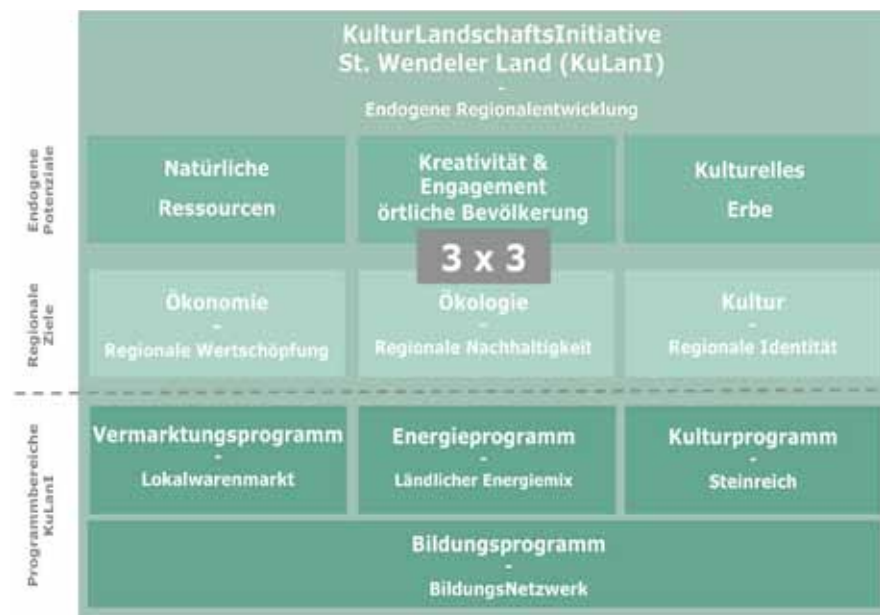 KulturLandschaftsInitiative
St. Wendeler Land (KuLanI)
-
Endogene Regionalentwicklung
Endogene
Potenziale
Natürliche
Ressourcen
Kreativität &
Engagement
örtliche Bevölkerung
Kulturelles
Erbe
3 x 3
Regionale
Ziele
Ökonomie
-
Regionale Wertschöpfung
Ökologie
-
Regionale Nachhaltigkeit
Kultur
-
Regionale Identität
Programmbereiche
KuLanI
Vermarktungsprogramm
-
Lokalwarenmarkt
Energieprogramm
-
Ländlicher Energiemix
Kulturprogramm
-
Steinreich
Bildungsprogramm
-
BildungsNetzwerk